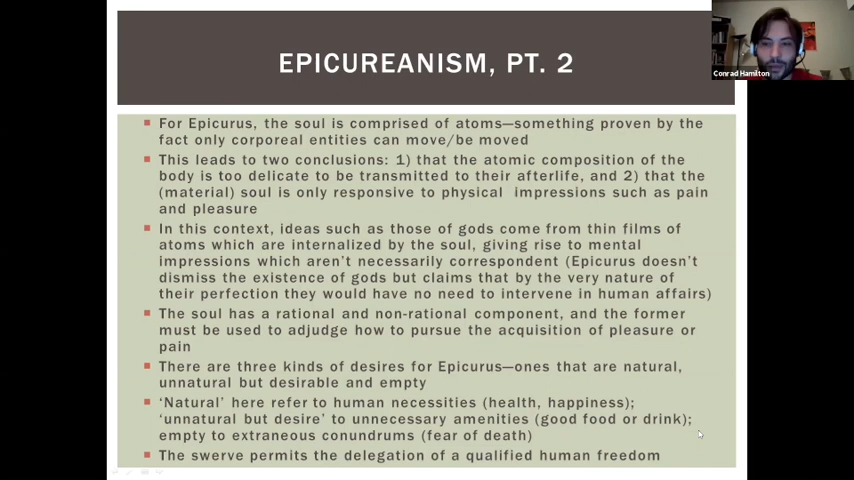 EPICUREANISM, PT. 2
Conrad Hamilton
For Epicurus, the soul is comprised of atoms—something proven by the
fact only corporeal entities can move/be moved
This leads to two conclusions: 1) that the atomic composition of the
body is too delicate to be transmitted to their afterlife, and 2) that the
(material) soul is only responsive to physical impressions such as pain
and pleasure
In this context, ideas such as those of gods come from thin films of
atoms which are internalized by the soul, giving rise to mental
impressions which aren't necessarily correspondent (Epicurus doesn't
dismiss the existence of gods but claims that by the very nature of
their perfection they would have no need to intervene in human affairs)
The soul has a rational and non-rational component, and the former
must be used to adjudge how to pursue the acquisition of pleasure or
pain
There are three kinds of desires for Epicurus—ones that are natural,
unnatural but desirable and empty
'Natural' here refer to human necessities (health, happiness);
'unnatural but desire' to unnecessary amenities (good food or drink);
empty to extraneous conundrums (fear of death)
The swerve permits the delegation of a qualified human freedom